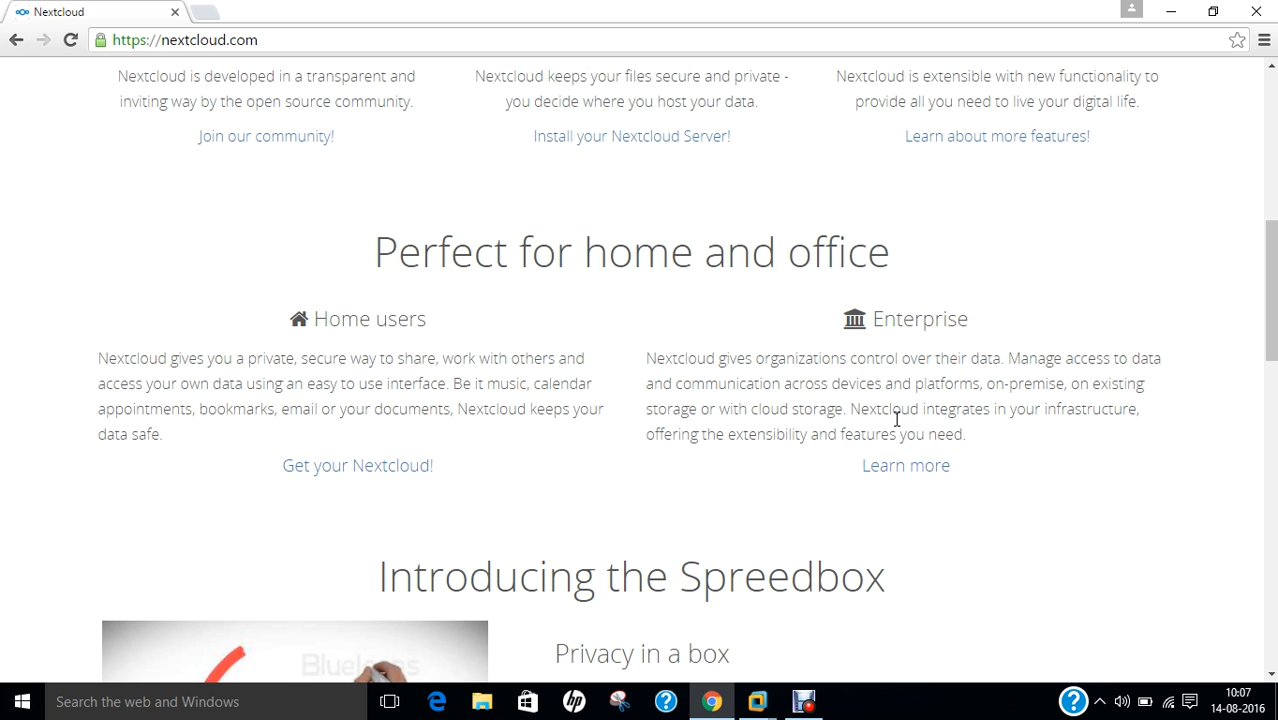 Nextcloud
https://nextcloud.com
Nextcloud is developed in a transparent and
inviting way by the open source community.
Join our community!
Nextcloud keeps your files secure and private -
you decide where you host your data.
Install your Nextcloud Server!
Nextcloud is extensible with new functionality to
provide all you need to live your digital life.
Learn about more features!
Perfect for home and office
Home users
Nextcloud gives you a private, secure way to share, work with others and
access your own data using an easy to use interface. Be it music, calendar
appointments, bookmarks, email or your documents, Nextcloud keeps your
data safe.
Get your Nextcloud!
Enterprise
Nextcloud gives organizations control over their data. Manage access to data
and communication across devices and platforms, on-premise, on existing
storage or with cloud storage. Nextcloud integrates in your infrastructure,
offering the extensibility and features you need.
Learn more
Introducing the Spreedbox
Privacy in a box
Search the web and Windows
hp
10:07
14-08-2016